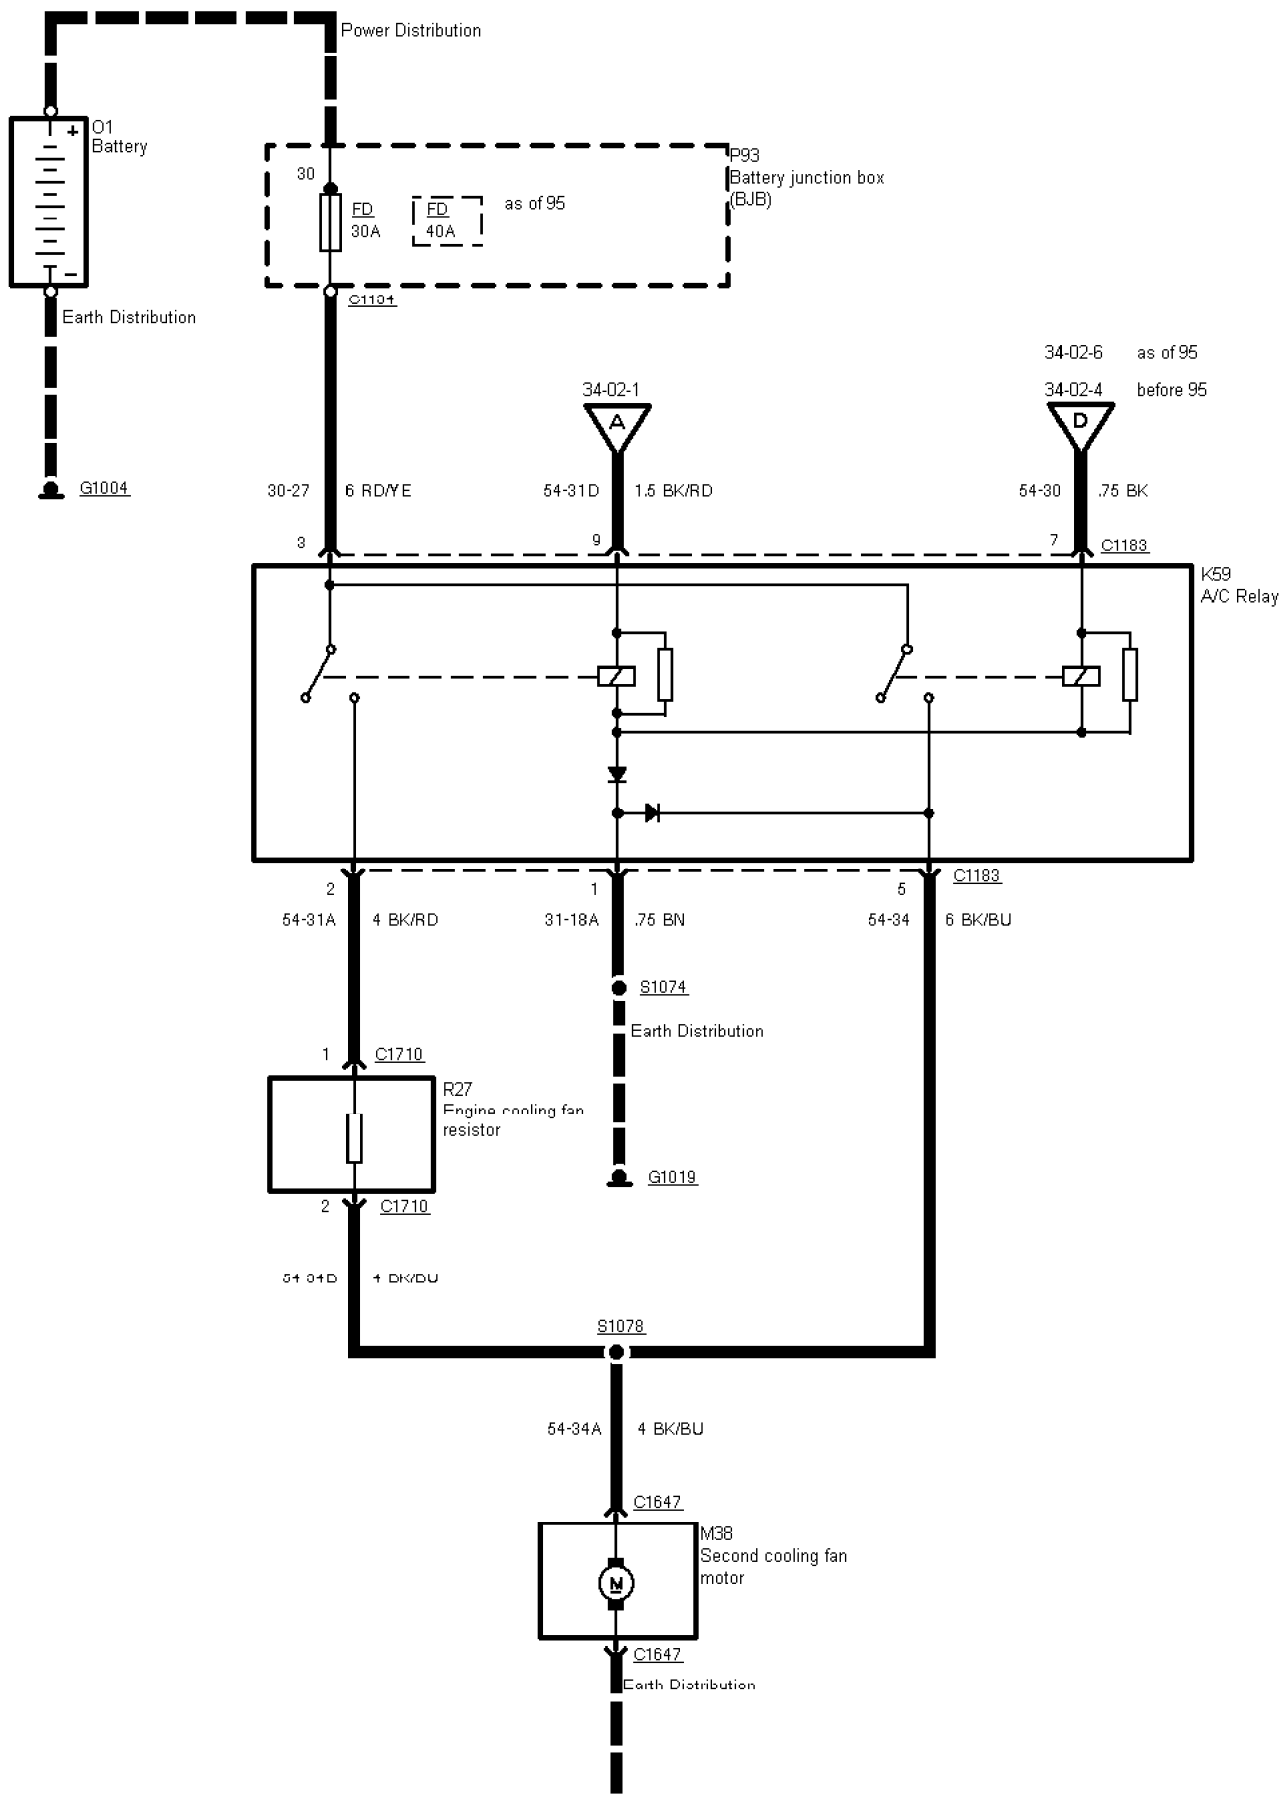 Power Distribution
O1
Battery
+
–
P93
Battery junction box
(BJB)
30
FD
30A
FD
40A
as of 95
C1104
Earth Distribution
34-02-6 as of 95
34-02-1
34-02-4 before 95
A
D
G1004
30-27 6 RD/YE
54-31D 1.5 BK/RD
54-30 .75 BK
3
9
7
C1183
K59
A/C Relay
2
1
5
C1183
54-31A 4 BK/RD
31-18A .75 BN
54-34 6 BK/BU
S1074
Earth Distribution
1
C1710
R27
Engine cooling fan
resistor
G1019
2
C1710
4 BK/BU
S1078
54-34A 4 BK/BU
C1647
M38
Second cooling fan
motor
M
C1647
Earth Distribution